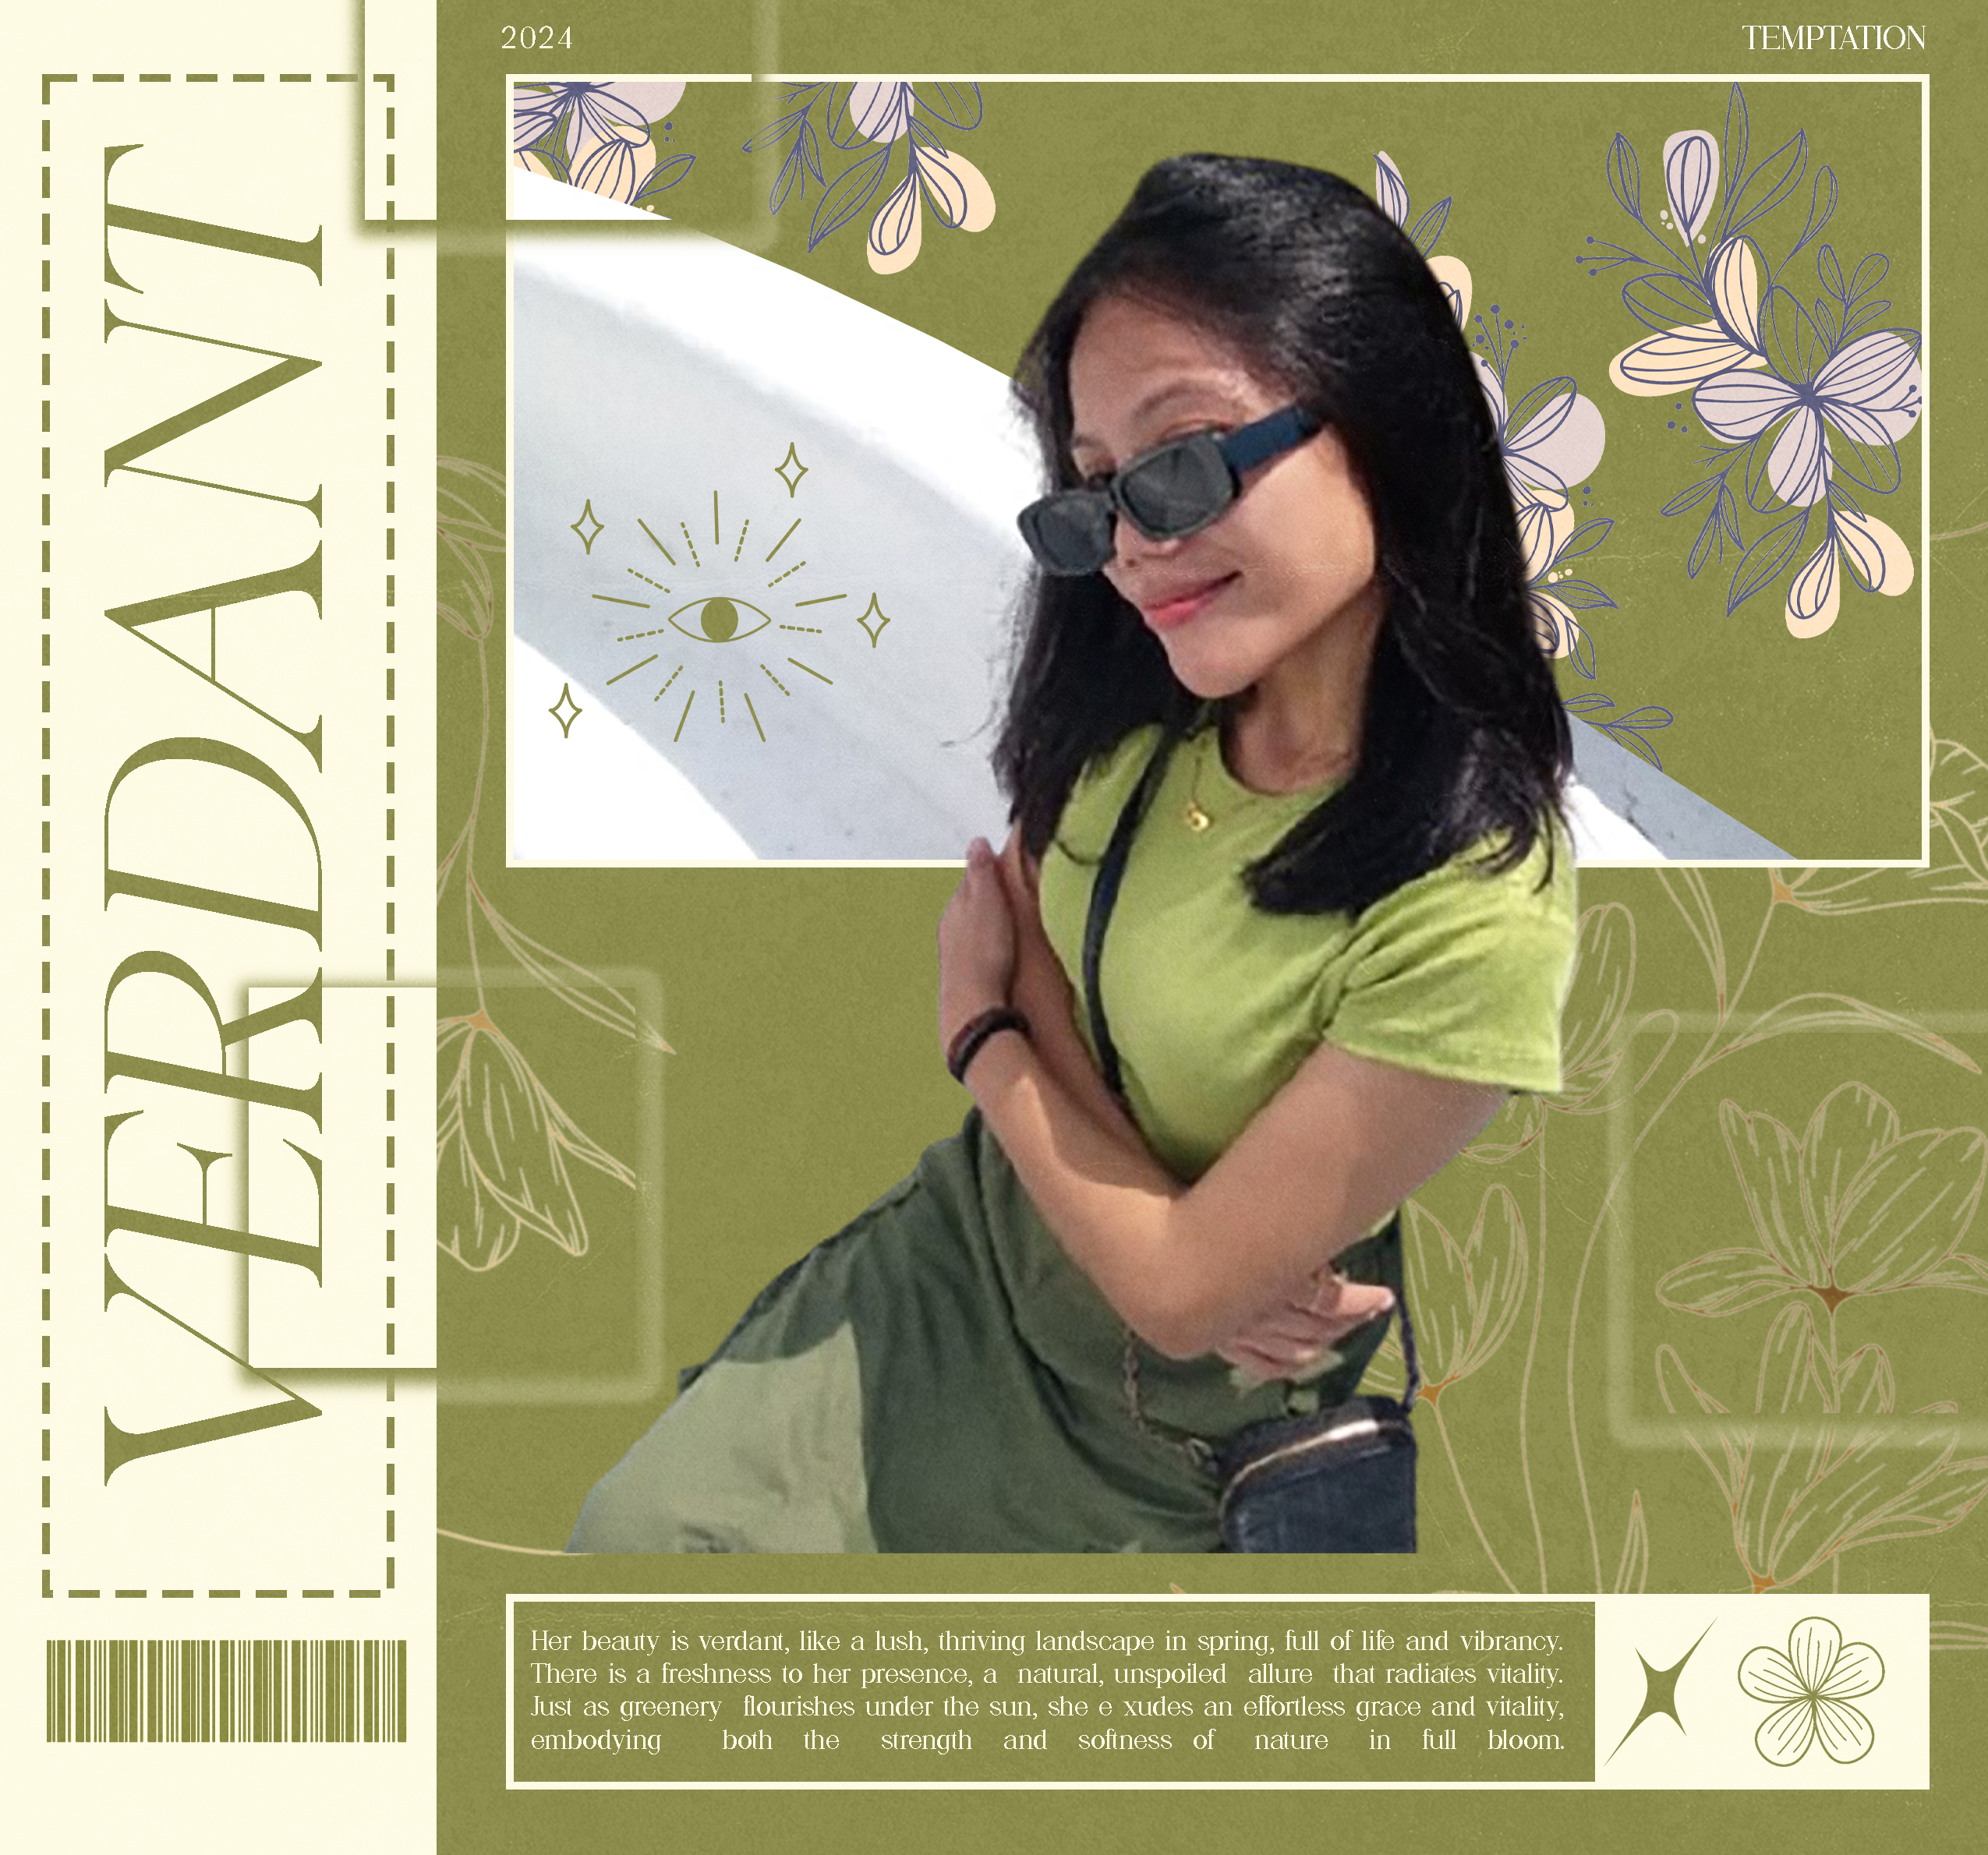 2024
TEMPTATION
VERDANT
Her beauty is verdant, like a lush, thriving landscape in spring, full of life and vibrancy.
There is a freshness to her presence, a natural, unspoiled allure that radiates vitality.
Just as greenery flourishes under the sun, she e xudes an effortless grace and vitality,
embodying both the strength and softness of nature in full bloom.